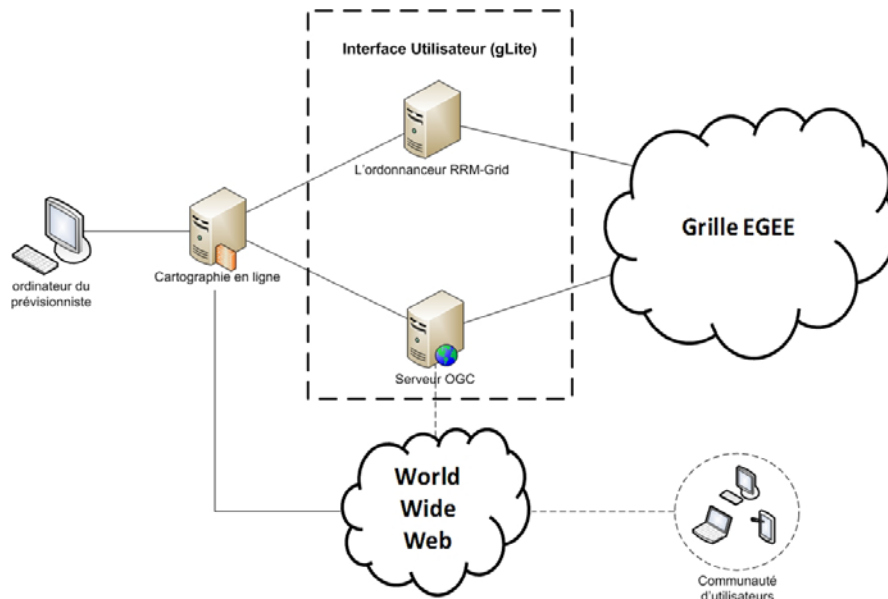 Interface Utilisateur (gLite)
L'ordonnanceur RRM-Grid
Grille EGEE
Cartographie en ligne
ordinateur du
prévisionniste
Serveur OGC
World
Wide
Web
Communauté
d'utilisateurs